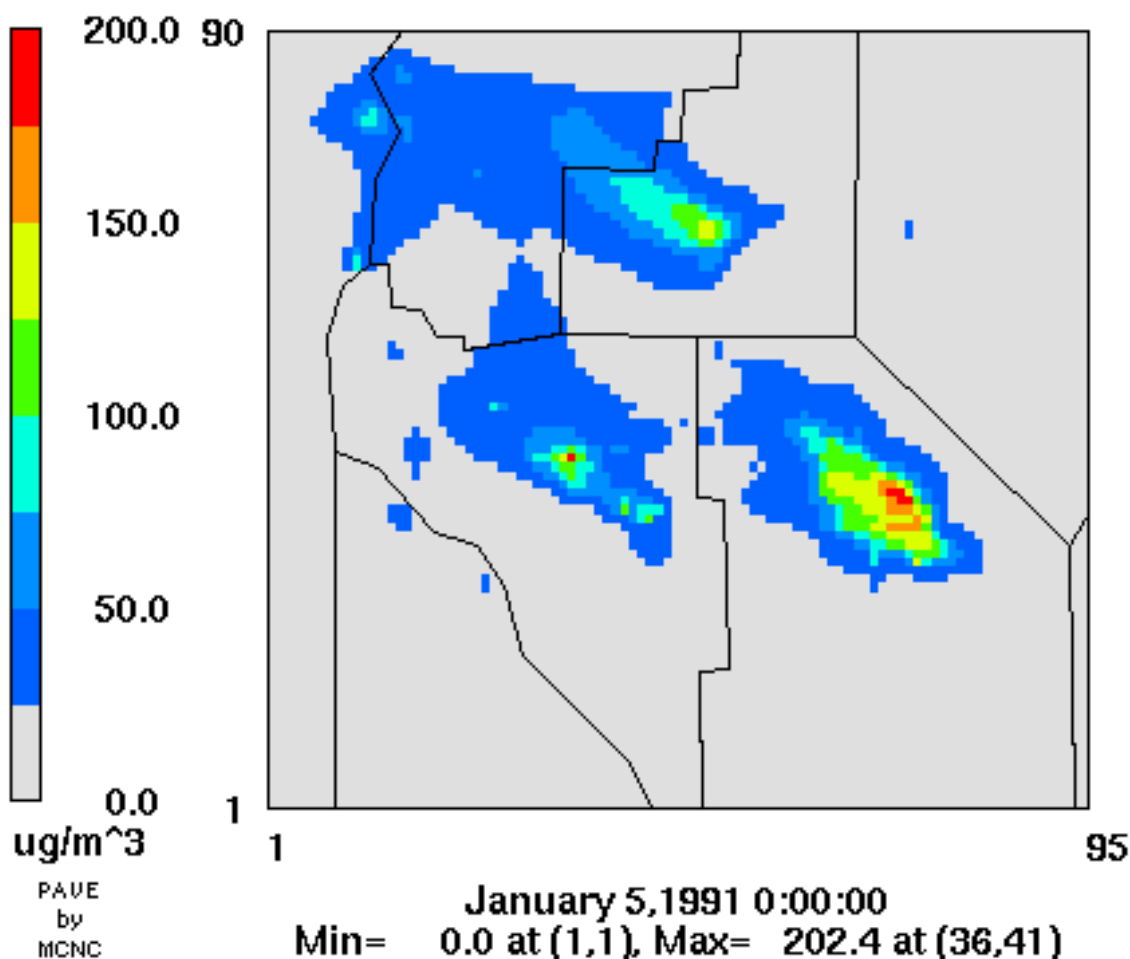 200.0
150.0
100.0
50.0
0.0
ug/m^3
PAVE
by
MCNC
90
1
1
95
January 5,1991 0:00:00
Min= 0.0 at (1,1), Max= 202.4 at (36,41)